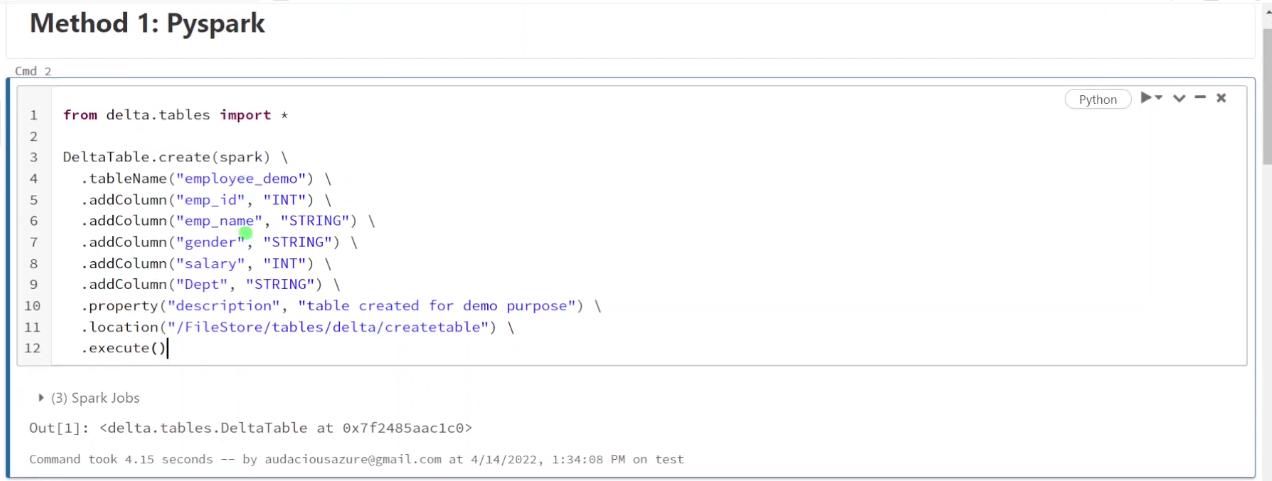 Method 1: Pyspark
Cmd 2
Python
1 from delta.tables import *
2
3 DeltaTable.create(spark) \
4 .tableName("employee_demo") \
5 .addColumn("emp_id", "INT") \
6 .addColumn("emp_name", "STRING") \
7 .addColumn("gender", "STRING") \
8 .addColumn("salary", "INT") \
9 .addColumn("Dept", "STRING") \
10 .property("description", "table created for demo purpose") \
11 .location("/FileStore/tables/delta/createtable") \
12 .execute()
(3) Spark Jobs
Out[1]: <delta.tables.DeltaTable at 0x7f2485aac1c0>
Command took 4.15 seconds -- by audaciousazure@gmail.com at 4/14/2022, 1:34:08 PM on test